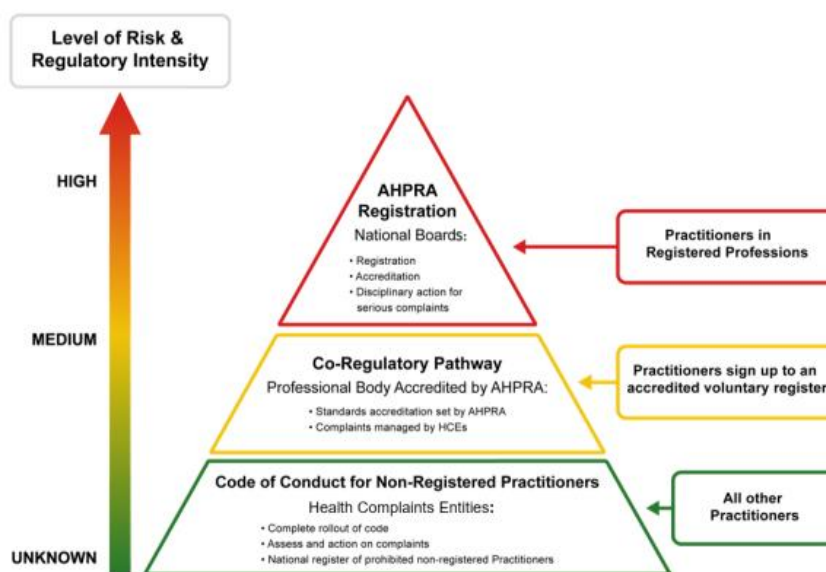 Level of Risk &
Regulatory Intensity
HIGH
MEDIUM
UNKNOWN
AHPRA
Registration
National Boards:
• Registration
• Accreditation
• Disciplinary action for
serious complaints
Practitioners in
Registered Professions
Co-Regulatory Pathway
Professional Body Accredited by AHPRA:
• Standards accreditation set by AHPRA
• Complaints managed by HCEs
Practitioners sign up to an
accredited voluntary register
Code of Conduct for Non-Registered Practitioners
Health Complaints Entities:
• Complete rollout of code
• Assess and action on complaints
• National register of prohibited non-registered Practitioners
All other
Practitioners